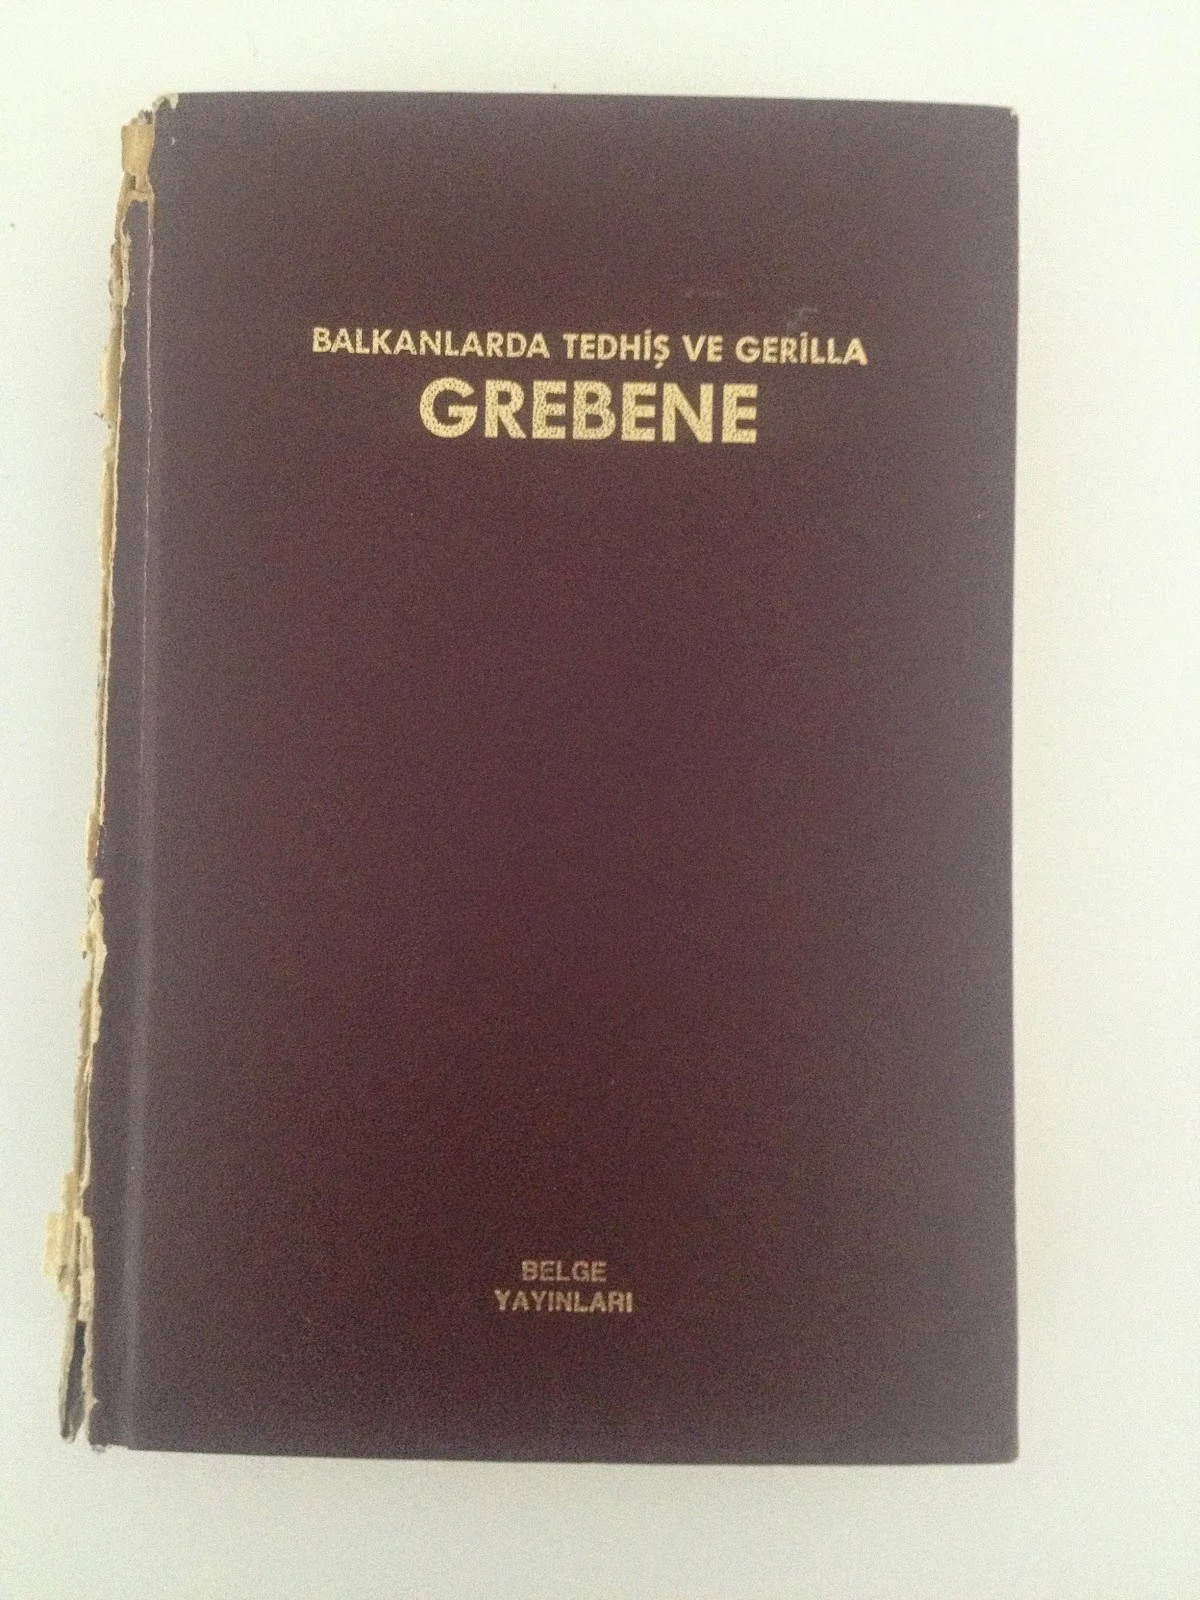 BALKANLARDA TEDHİŞ VE GERİLLA
GREBENE
BELGE
YAYINLARI